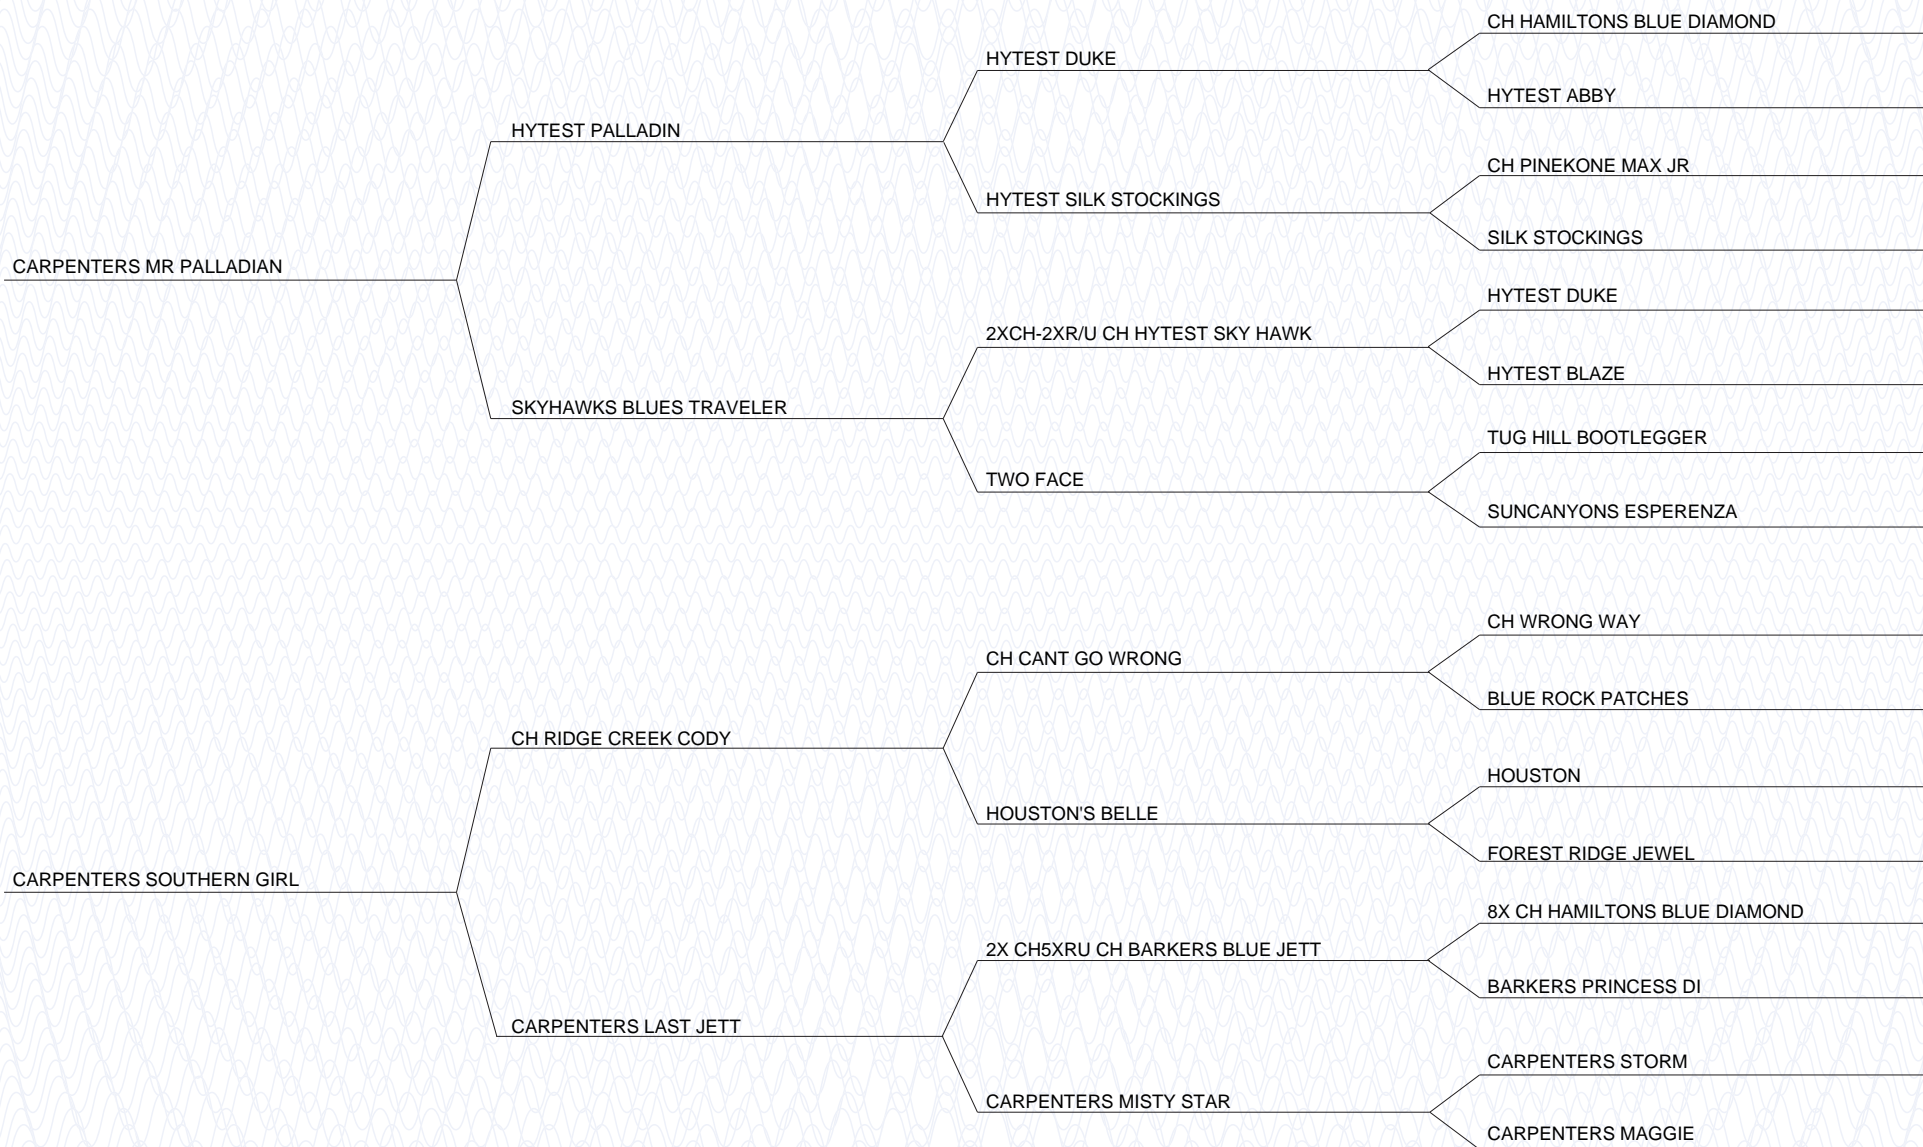 CH HAMILTONS BLUE DIAMOND
HYTEST DUKE
HYTEST ABBY
HYTEST PALLADIN
CH PINEKONE MAX JR
HYTEST SILK STOCKINGS
SILK STOCKINGS
CARPENTERS MR PALLADIAN
HYTEST DUKE
2XCH-2XR/U CH HYTEST SKY HAWK
HYTEST BLAZE
SKYHAWKS BLUES TRAVELER
TUG HILL BOOTLEGGER
TWO FACE
SUNCANYONS ESPERENZA
CH WRONG WAY
CH CANT GO WRONG
BLUE ROCK PATCHES
CH RIDGE CREEK CODY
HOUSTON
HOUSTON'S BELLE
FOREST RIDGE JEWEL
CARPENTERS SOUTHERN GIRL
8X CH HAMILTONS BLUE DIAMOND
2X CH5XRU CH BARKERS BLUE JETT
BARKERS PRINCESS DI
CARPENTERS LAST JETT
CARPENTERS STORM
CARPENTERS MISTY STAR
CARPENTERS MAGGIE